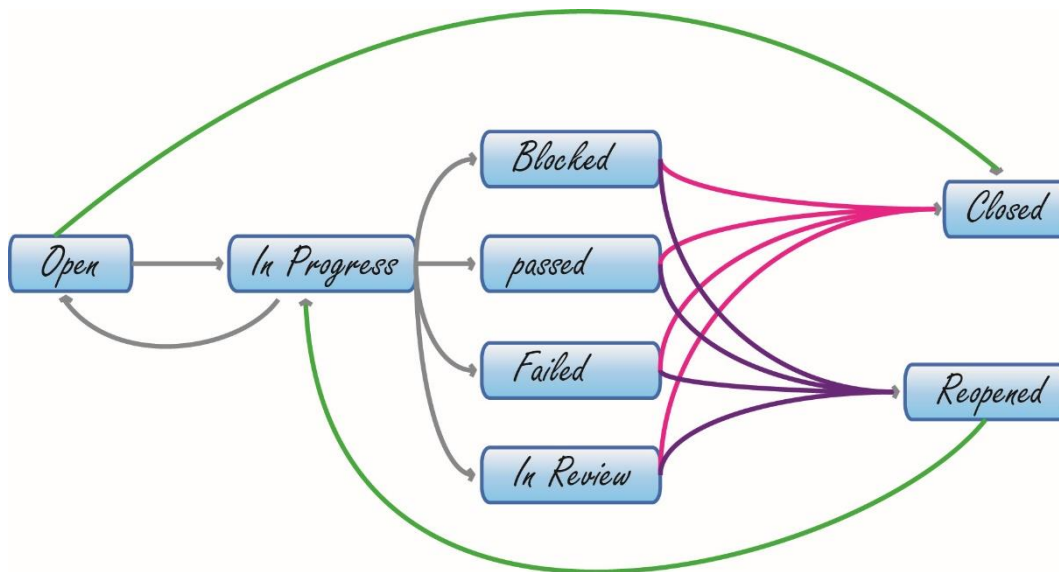 Blocked
Closed
Open
In Progress
passed
Failed
Reopened
In Review